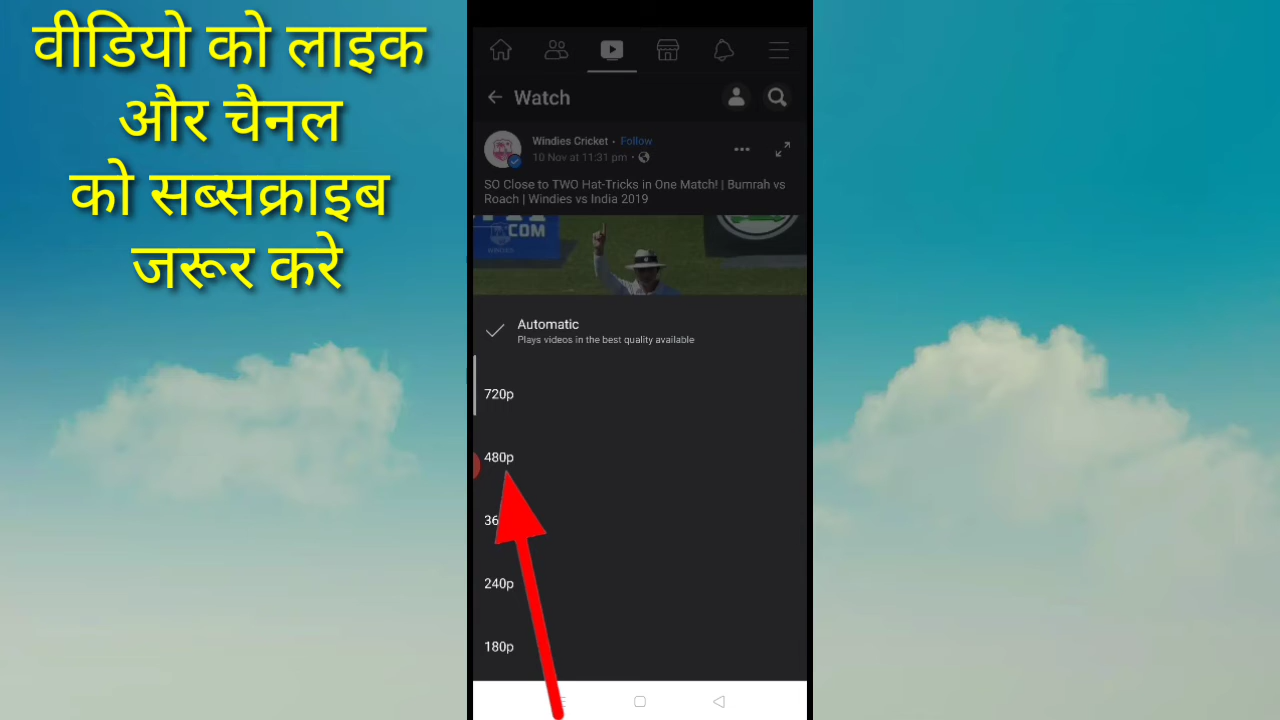 वीडियो को लाइक
और चैनल
को सब्सक्राइब
जरूर करे
Watch
Windies Cricket · Follow
10 Nov at 11:31 pm ·
SO Close to TWO Hat-Tricks in One Match! | Bumrah vs
Roach | Windies vs India 2019
.COM
WINDIES
Automatic
Plays videos in the best quality available
720p
480p
36
240p
180p